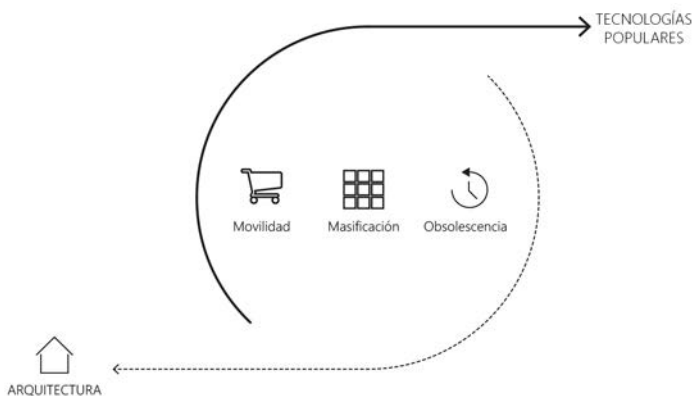 TECNOLOGÍAS
POPULARES
Movilidad
Masificación
Obsolescencia
ARQUITECTURA